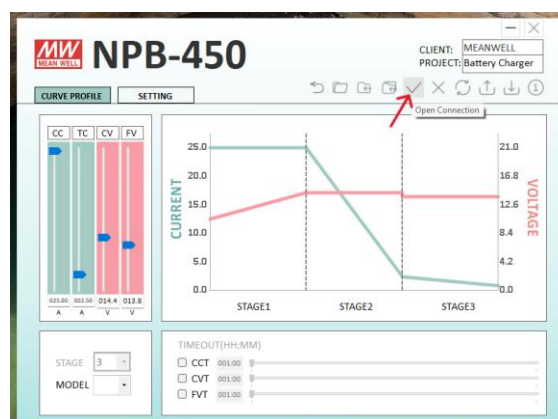 MW
MEAN WELL
NPB-450
CLIENT: MEANWELL
PROJECT: Battery Charger
CURVE PROFILE SETTING
Open Connection
CC TC CV FV
025.00 002.50 014.4 013.8
A A V V
CURRENT
25.0
20.0
15.0
10.0
5.0
0.0
21.0
16.8
12.6
8.4
4.2
0.0
VOLTAGE
STAGE1 STAGE2 STAGE3
STAGE 3
MODEL
TIMEOUT(HH:MM)
CCT 001:00
CVT 001:00
FVT 001:00